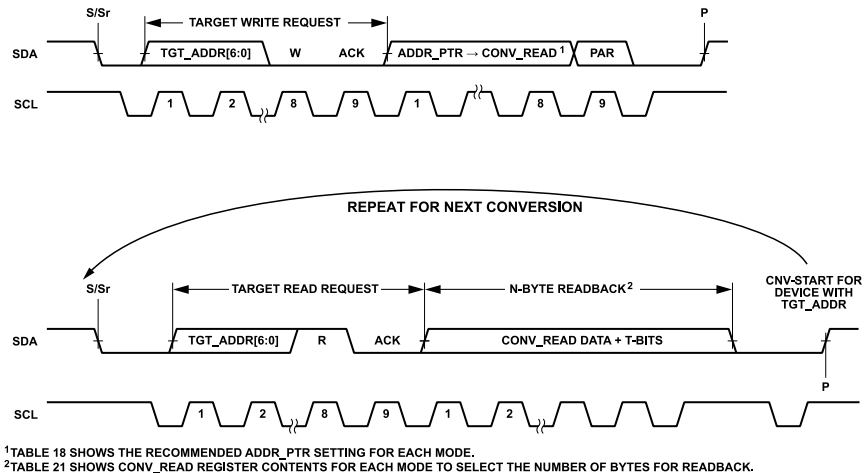 S/Sr TARGET WRITE REQUEST P
SDA TGT_ADDR[6:0] W ACK ADDR_PTR → CONV_READ 1 PAR
SCL 1 2 8 9 1 8 9
REPEAT FOR NEXT CONVERSION
S/Sr TARGET READ REQUEST N-BYTE READBACK2 CNV-START FOR
DEVICE WITH
TGT_ADDR
SDA TGT_ADDR[6:0] R ACK CONV_READ DATA + T-BITS
P
SCL 1 2 8 9 1 2
1TABLE 18 SHOWS THE RECOMMENDED ADDR_PTR SETTING FOR EACH MODE.
2TABLE 21 SHOWS CONV_READ REGISTER CONTENTS FOR EACH MODE TO SELECT THE NUMBER OF BYTES FOR READBACK.